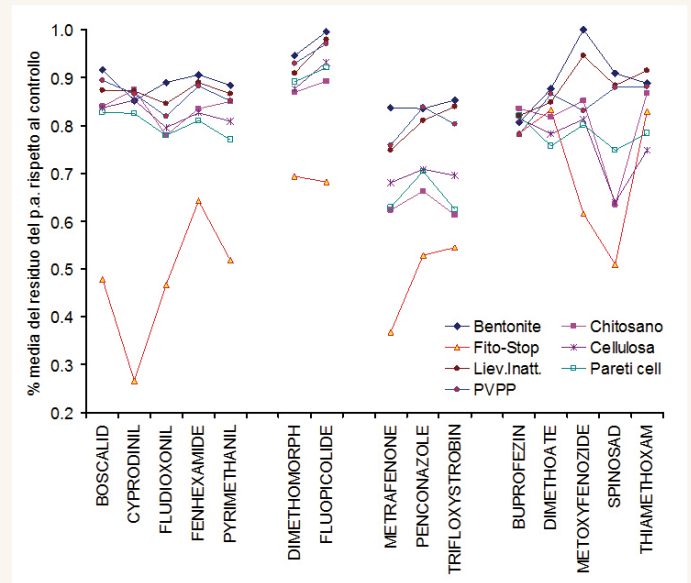 % media del residuo del p.a. rispetto al controllo
1.0
0.9
0.8
0.7
0.6
0.5
0.4
0.3
0.2
Bentonite
Chitosano
Fito-Stop
Cellulosa
Liev.Inatt.
Pareti cell
PVPP
BOSCALID
CYPRODINIL
FLUDIOXONIL
FENHEXAMIDE
PYRIMETHANIL
DIMETHOMORPH
FLUOPICOLIDE
METRAFENONE
PENCONAZOLE
TRIFLOXYSTROBIN
BUPROFEZIN
DIMETHOATE
METOXYFENOZIDE
SPINOSAD
THIAMETHOXAM